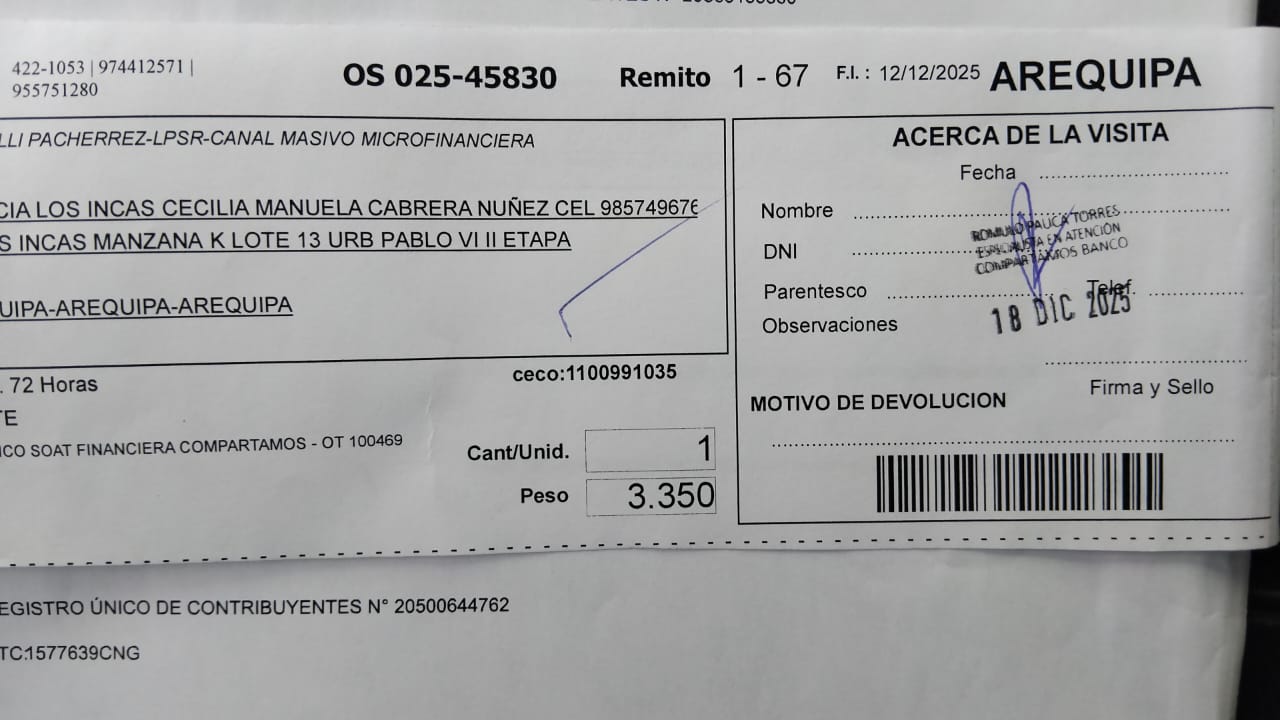 422-1053 | 974412571 |
955751280
OS 025-45830
Remito 1 - 67
F.I. : 12/12/2025
AREQUIPA
LLI PACHERREZ-LPSR-CANAL MASIVO MICROFINANCIERA
CIA LOS INCAS CECILIA MANUELA CABRERA NUÑEZ CEL 985749676
S INCAS MANZANA K LOTE 13 URB PABLO VI II ETAPA
UIPA-AREQUIPA-AREQUIPA
. 72 Horas
TE
ICO SOAT FINANCIERA COMPARTAMOS - OT 100469
ceco:1100991035
Cant/Unid. 1
Peso 3.350
ACERCA DE LA VISITA
Fecha
Nombre
DNI
Parentesco
Telef.
Observaciones
ROMULO PAUCA TORRES
ESPECIALISTA EN ATENCIÓN
COMPARTAMOS BANCO
18 DIC 2025
Firma y Sello
MOTIVO DE DEVOLUCION
EGISTRO ÚNICO DE CONTRIBUYENTES N° 20500644762
TC:1577639CNG